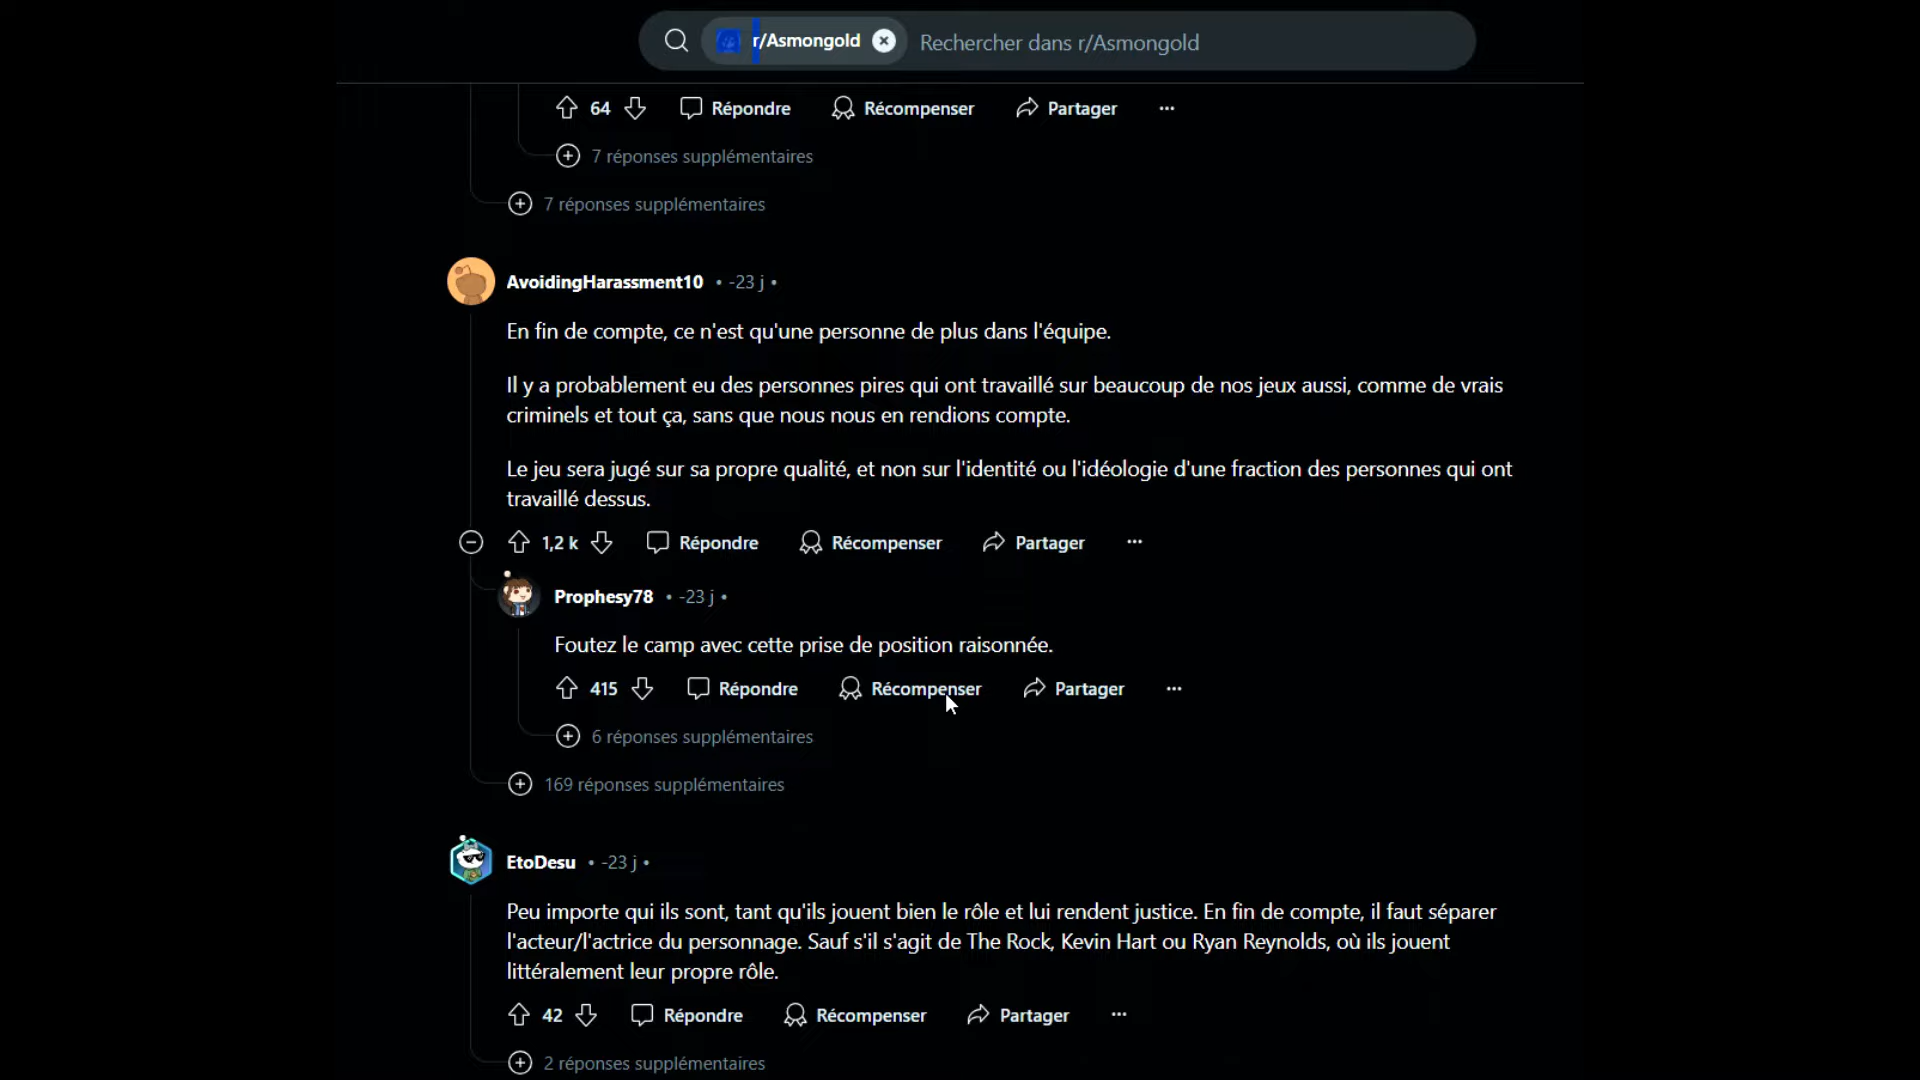 r/Asmongold Rechercher dans r/Asmongold
64 Répondre Récompenser Partager
7 réponses supplémentaires
7 réponses supplémentaires
AvoidingHarassment10 • -23 j •
En fin de compte, ce n'est qu'une personne de plus dans l'équipe.
Il y a probablement eu des personnes pires qui ont travaillé sur beaucoup de nos jeux aussi, comme de vrais
criminels et tout ça, sans que nous nous en rendions compte.
Le jeu sera jugé sur sa propre qualité, et non sur l'identité ou l'idéologie d'une fraction des personnes qui ont
travaillé dessus.
1,2 k Répondre Récompenser Partager
Prophesy78 • -23 j •
Foutez le camp avec cette prise de position raisonnée.
415 Répondre Récompenser Partager
6 réponses supplémentaires
169 réponses supplémentaires
EtoDesu • -23 j •
Peu importe qui ils sont, tant qu'ils jouent bien le rôle et lui rendent justice. En fin de compte, il faut séparer
l'acteur/l'actrice du personnage. Sauf s'il s'agit de The Rock, Kevin Hart ou Ryan Reynolds, où ils jouent
littéralement leur propre rôle.
42 Répondre Récompenser Partager
2 réponses supplémentaires